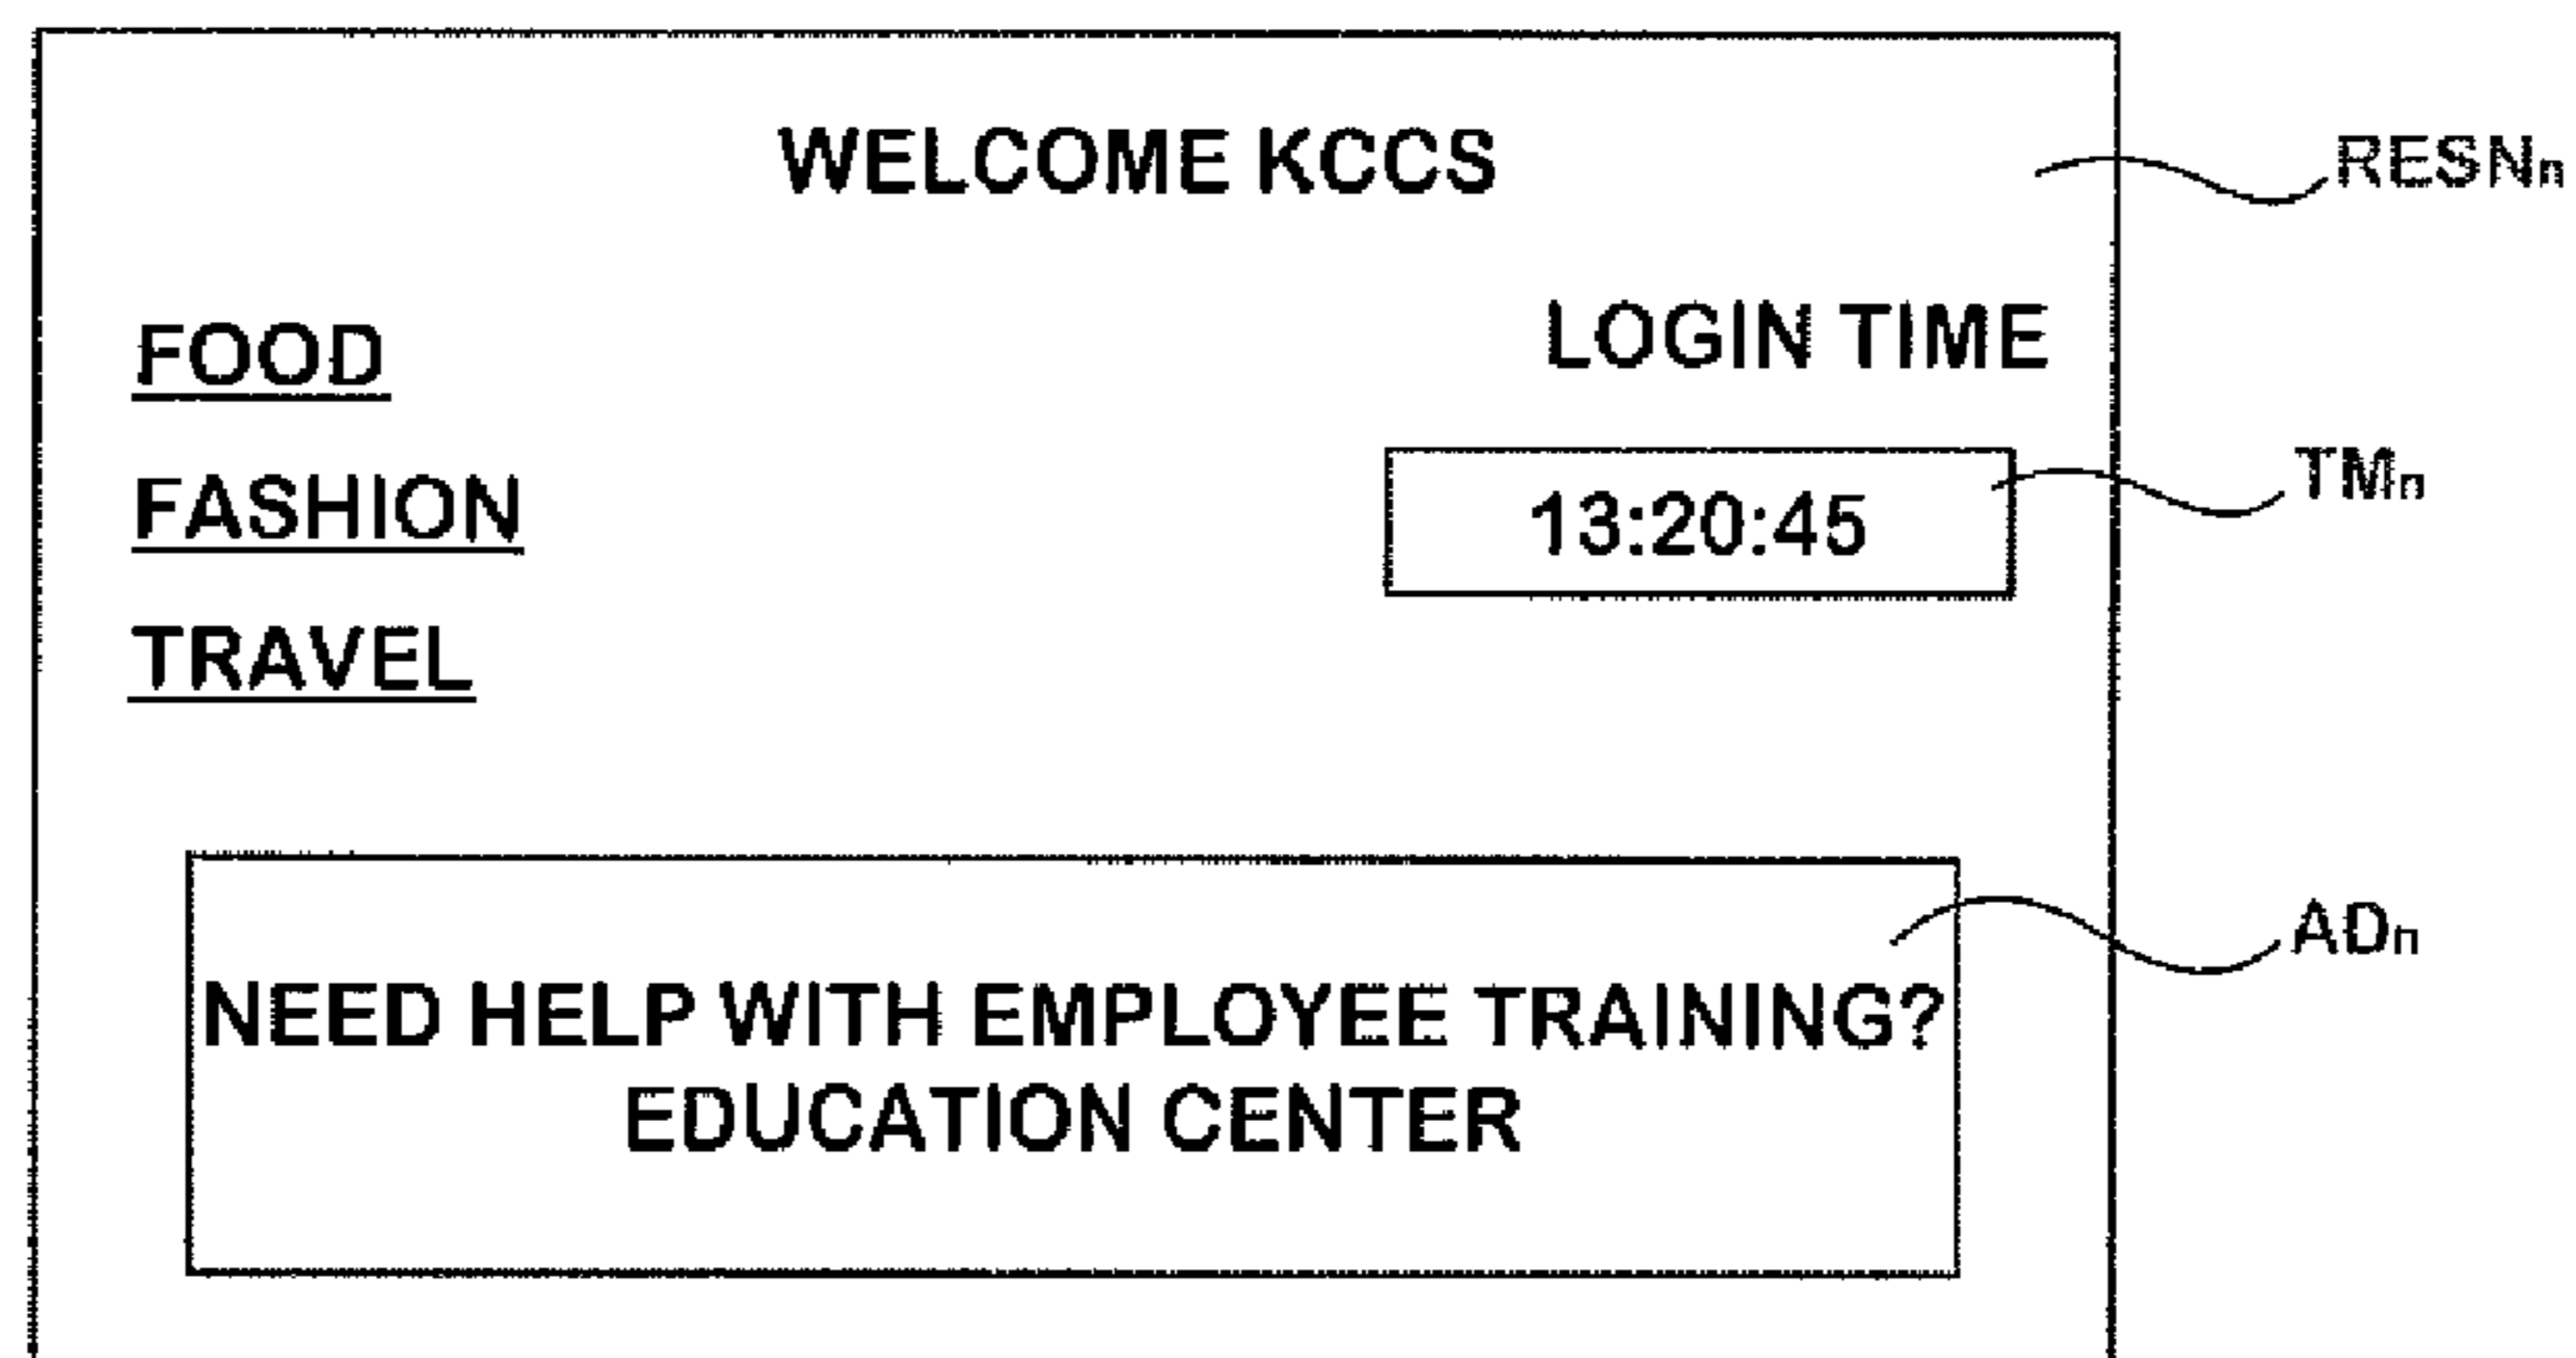 WELCOME KCCS
RESNn
LOGIN TIME
FOOD
FASHION
13:20:45
TMn
TRAVEL
ADn
NEED HELP WITH EMPLOYEE TRAINING?
EDUCATION CENTER